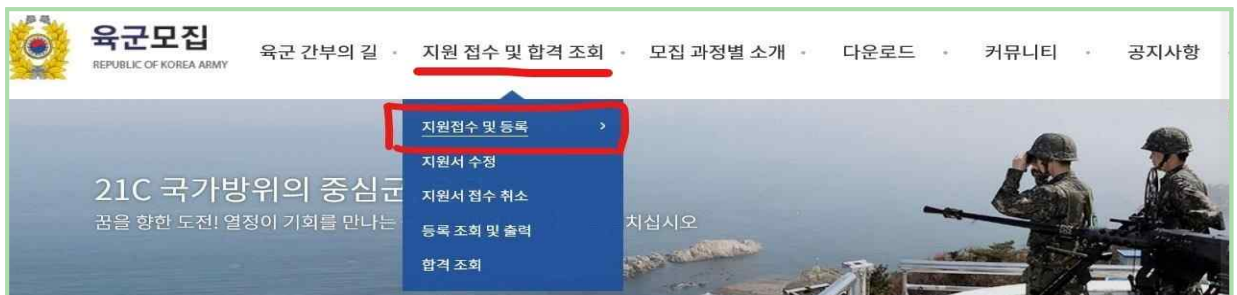 육군모집
REPUBLIC OF KOREA ARMY
육군 간부의 길 · 지원 접수 및 합격 조회 · 모집 과정별 소개 · 다운로드 · 커뮤니티 · 공지사항
지원접수 및 등록 >
지원서 수정
지원서 접수 취소
등록 조회 및 출력
합격 조회
21C 국가방위의 중심군
꿈을 향한 도전! 열정이 기회를 만나는 치십시오